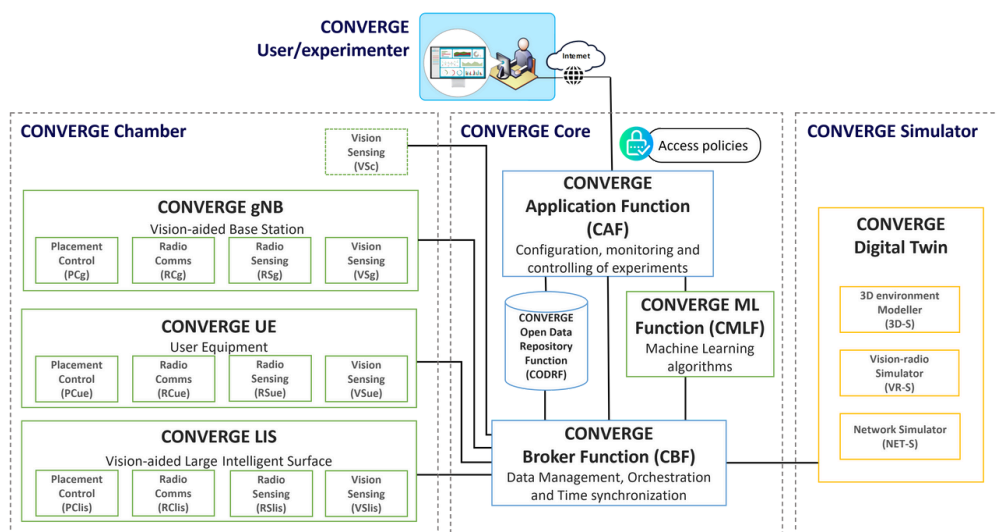 CONVERGE
User/experimenter
Internet
CONVERGE Chamber
Vision
Sensing
(VSc)
CONVERGE gNB
Vision-aided Base Station
Placement
Control
(PCg)
Radio
Comms
(RCg)
Radio
Sensing
(RSg)
Vision
Sensing
(VSg)
CONVERGE UE
User Equipment
Placement
Control
(PCue)
Radio
Comms
(RCue)
Radio
Sensing
(RSue)
Vision
Sensing
(VSue)
CONVERGE LIS
Vision-aided Large Intelligent Surface
Placement
Control
(PClis)
Radio
Comms
(RClis)
Radio
Sensing
(RSlis)
Vision
Sensing
(VSlis)
CONVERGE Core
Access policies
CONVERGE
Application Function
(CAF)
Configuration, monitoring and
controlling of experiments
CONVERGE
Open Data
Repository
Function
(CODRF)
CONVERGE ML
Function (CMLF)
Machine Learning
algorithms
CONVERGE
Broker Function (CBF)
Data Management, Orchestration
and Time synchronization
CONVERGE Simulator
CONVERGE
Digital Twin
3D environment
Modeller
(3D-S)
Vision-radio
Simulator
(VR-S)
Network Simulator
(NET-S)